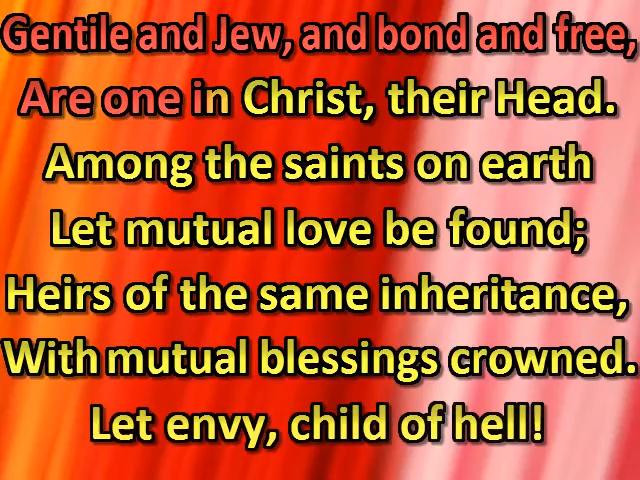 Gentile and Jew, and bond and free,
Are one in Christ, their Head.
Among the saints on earth
Let mutual love be found;
Heirs of the same inheritance,
With mutual blessings crowned.
Let envy, child of hell!